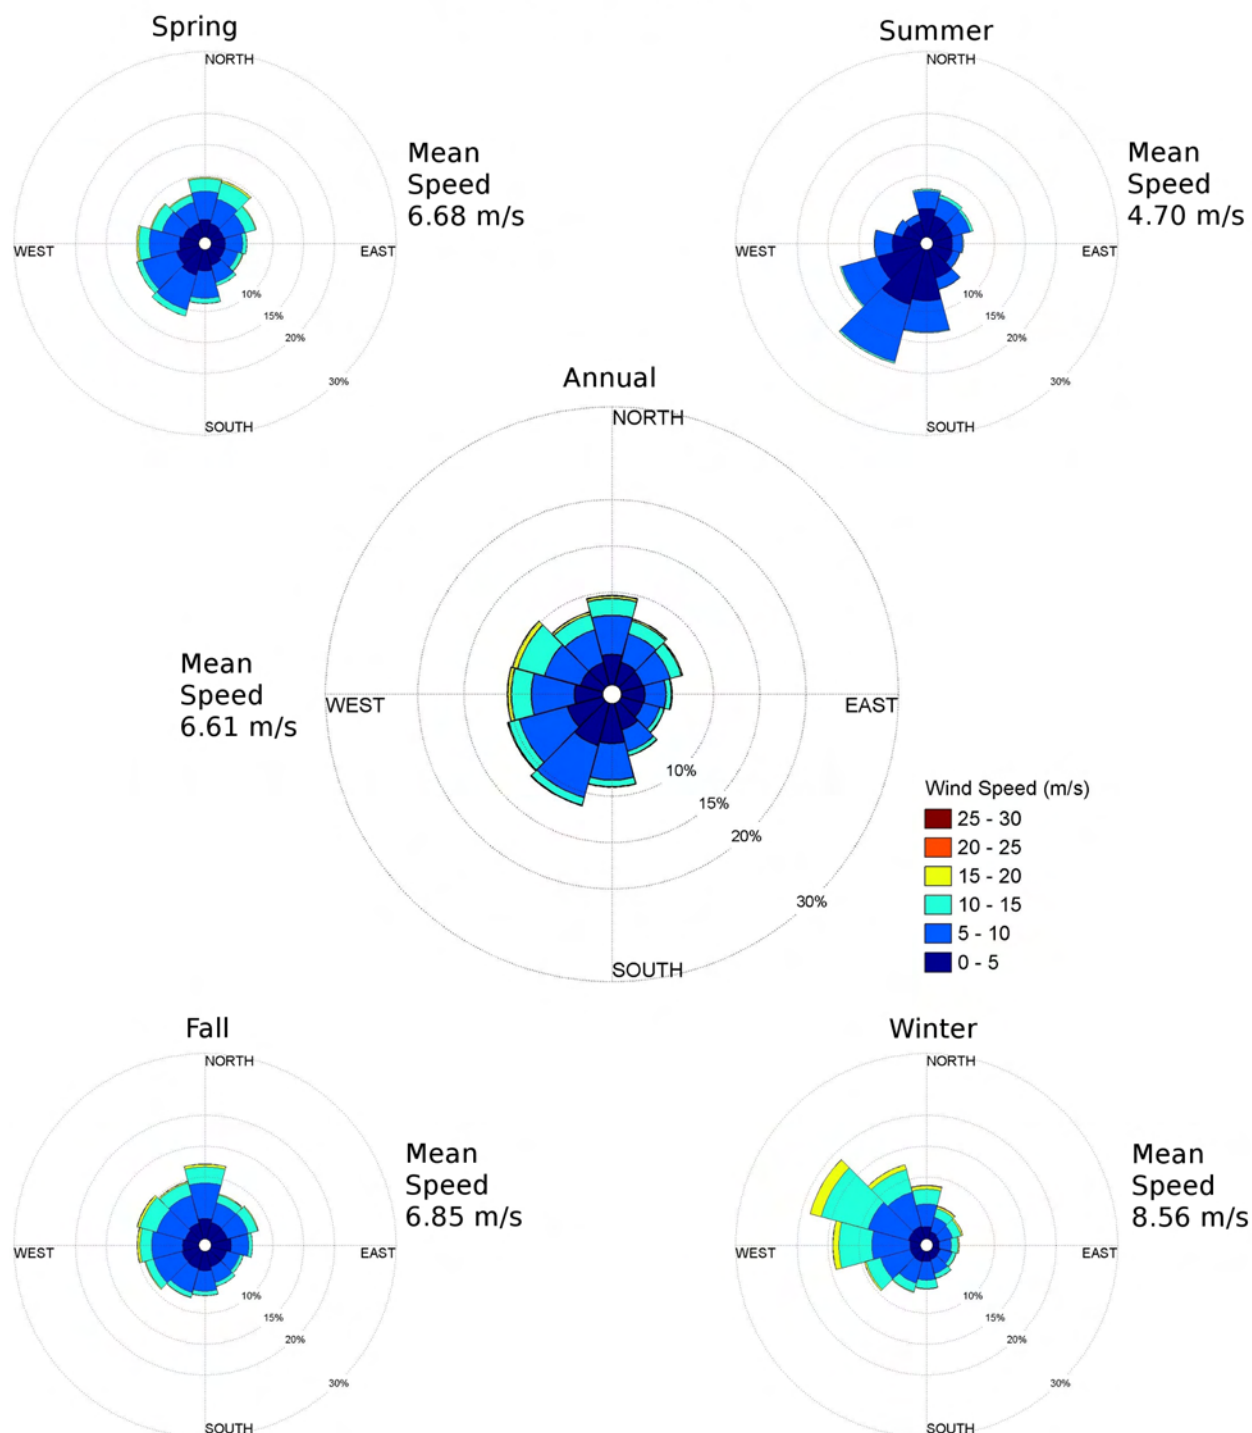 Spring
NORTH
Mean
Speed
6.68 m/s
WEST
EAST
10%
15%
20%
30%
SOUTH
Summer
NORTH
Mean
Speed
4.70 m/s
WEST
EAST
10%
15%
20%
30%
SOUTH
Annual
NORTH
Mean
Speed
6.61 m/s
WEST
EAST
10%
15%
20%
30%
SOUTH
Wind Speed (m/s)
25 - 30
20 - 25
15 - 20
10 - 15
5 - 10
0 - 5
Fall
NORTH
Mean
Speed
6.85 m/s
WEST
EAST
10%
15%
20%
30%
SOUTH
Winter
NORTH
Mean
Speed
8.56 m/s
WEST
EAST
10%
15%
20%
30%
SOUTH